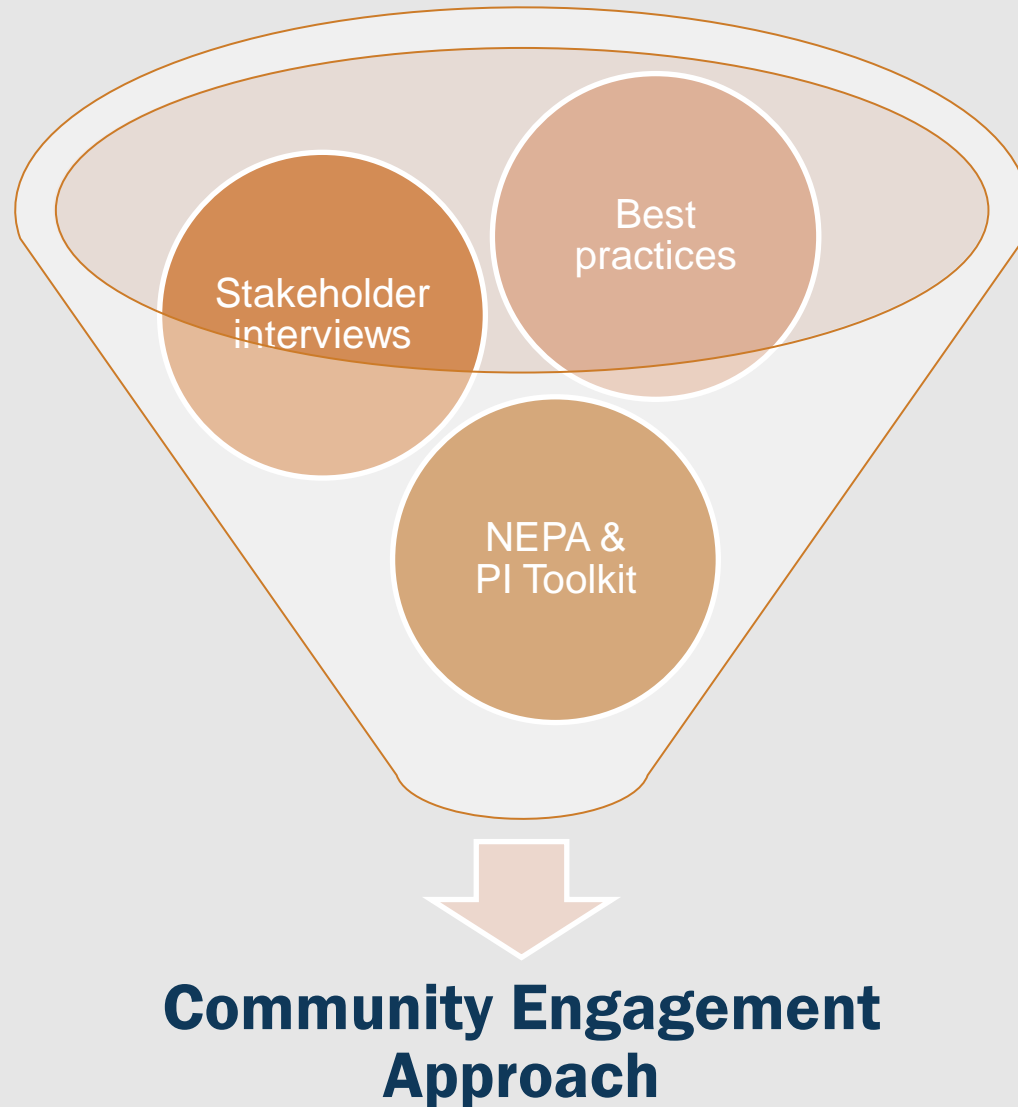 Best
practices
Stakeholder
interviews
NEPA &
PI Toolkit
Community Engagement
Approach